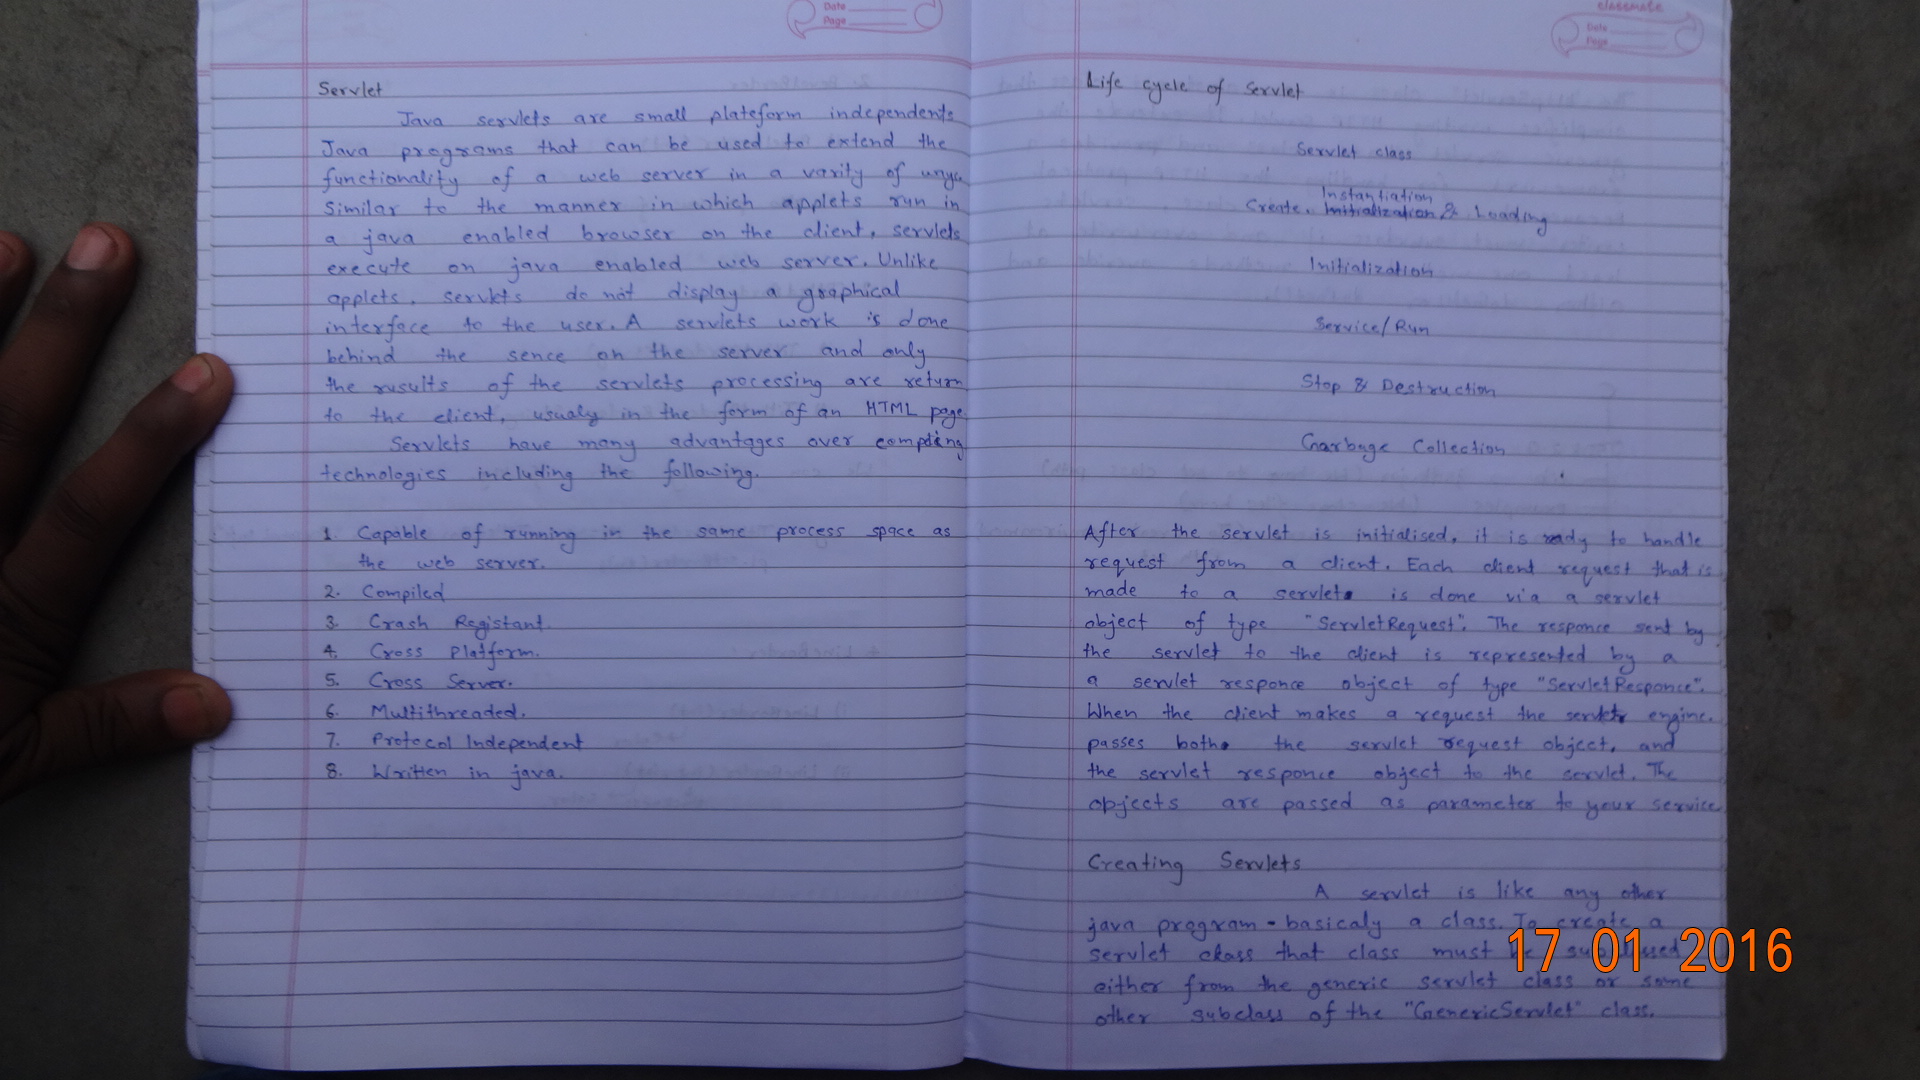 Date
Page
Servlet
Java servlets are small plateform independents
Java programs that can be used to extend the
functionality of a web server in a varity of
Similar to the manner in which applets run in
a java enabled browser on the client, servlets
execute on java enabled web server. Unlike
applets, servlets do not display a graphical
interface to the user. A servlets work is done
behind the sence on the server and only
the results of the servlets processing are return
to the client, usualy in the form of an HTML page
Servlets have many advantages over
technologies including the following.
1. Capable of running in the same process space as
the web server.
2. Compiled
3. Crash Registant.
4. Cross Platform.
5. Cross Server.
6. Multithreaded.
7. Protocol Independent
8. Written in java.
classmate
Date
Page
Life cycle of Servlet
Servlet class
Instantiation
Create. Initialization & Loading
Initialization
Service/Run
Stop & Destruction
Garbage Collection
After the servlet is initialised, it is ready to handle
request from a client. Each client request that is
made to a servlet is done via a servlet
object of type "ServletRequest". The responce sent by
the servlet to the client is represented by a
a servlet responce object of type "ServletResponce".
When the client makes a request the servlet engine
passes both the servlet request object, and
the servlet responce object to the servlet. The
objects are passed as parameter to your service
Creating Servlets
A servlet is like any other
java program - basicaly a class. To create a
servlet class that class must be
either from the generic servlet class or some
other subclass of the "GenericServlet" class.
17 01 2016